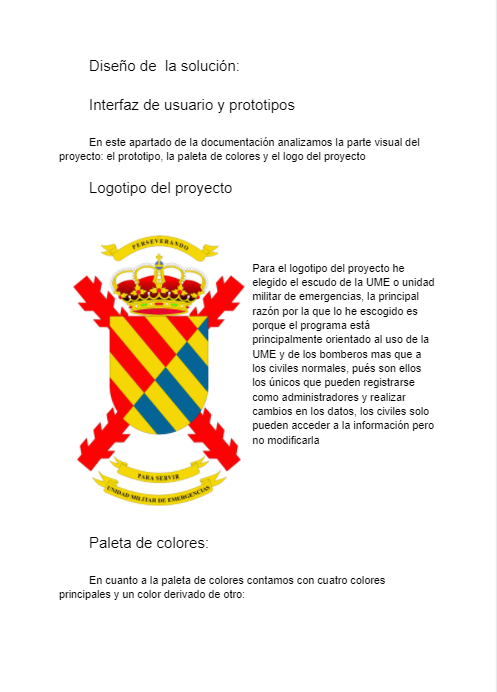 Diseño de  la solución:
Interfaz de usuario y prototipos
En este apartado de la documentación analizamos la parte visual del
proyecto: el prototipo, la paleta de colores y el logo del proyecto
Logotipo del proyecto
PERSEVERANDO
Para el logotipo del proyecto he
elegido el escudo de la UME o unidad
militar de emergencias, la principal
razón por la que lo he escogido es
porque el programa está
principalmente orientado al uso de la
UME y de los bomberos mas que a
los civiles normales, pués son ellos
los únicos que pueden registrarse
como administradores y realizar
cambios en los datos, los civiles solo
pueden acceder a la información pero
no modificarla
PARA SERVIR
UNIDAD MILITAR DE EMERGENCIAS
Paleta de colores:
En cuanto a la paleta de colores contamos con cuatro colores
principales y un color derivado de otro: